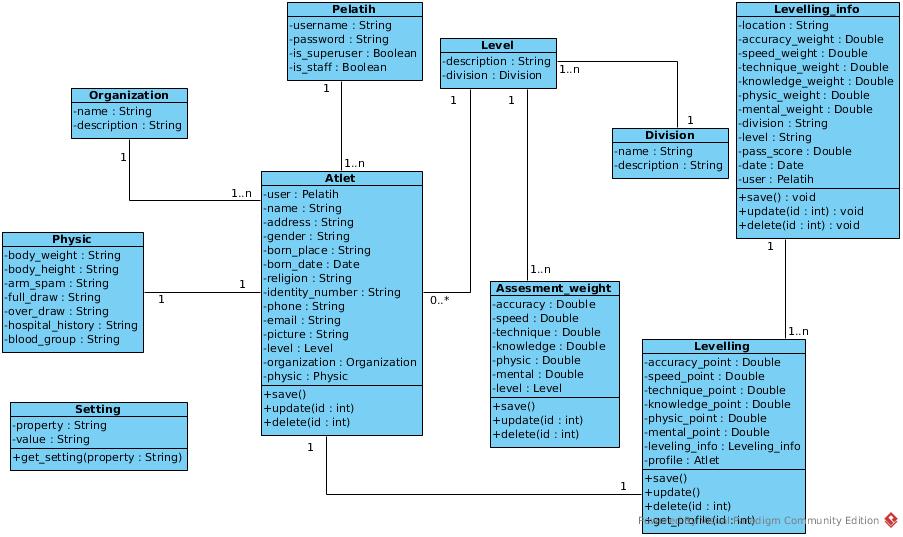 Pelatih
-username : String
-password : String
-is_superuser : Boolean
-is_staff : Boolean
1
1..n
Level
-description : String
-division : Division
1..n
1
1
1
Levelling_info
-location : String
-accuracy_weight : Double
-speed_weight : Double
-technique_weight : Double
-knowledge_weight : Double
-physic_weight : Double
-mental_weight : Double
-division : String
-level : String
-pass_score : Double
-date : Date
-user : Pelatih
+save() : void
+update(id : int) : void
+delete(id : int) : void
1
1..n
Organization
-name : String
-description : String
1
1..n
Division
-name : String
-description : String
Atlet
-user : Pelatih
-name : String
-address : String
-gender : String
-born_place : String
-born_date : Date
-religion : String
-identity_number : String
-phone : String
-email : String
-picture : String
-level : Level
-organization : Organization
-physic : Physic
+save()
+update(id : int)
+delete(id : int)
0..*
1
1
Physic
-body_weight : String
-body_height : String
-arm_spam : String
-full_draw : String
-over_draw : String
-hospital_history : String
-blood_group : String
1
1..n
Assesment_weight
-accuracy : Double
-speed : Double
-technique : Double
-knowledge : Double
-physic : Double
-mental : Double
-level : Level
+save()
+update(id : int)
+delete(id : int)
Setting
-property : String
-value : String
+get_setting(property : String)
Levelling
-accuracy_point : Double
-speed_point : Double
-technique_point : Double
-knowledge_point : Double
-physic_point : Double
-mental_point : Double
-leveling_info : Leveling_info
-profile : Atlet
+save()
+update()
+delete(id : int)
+get_profile(id : int)
1
Powered By Visual Paradigm Community Edition